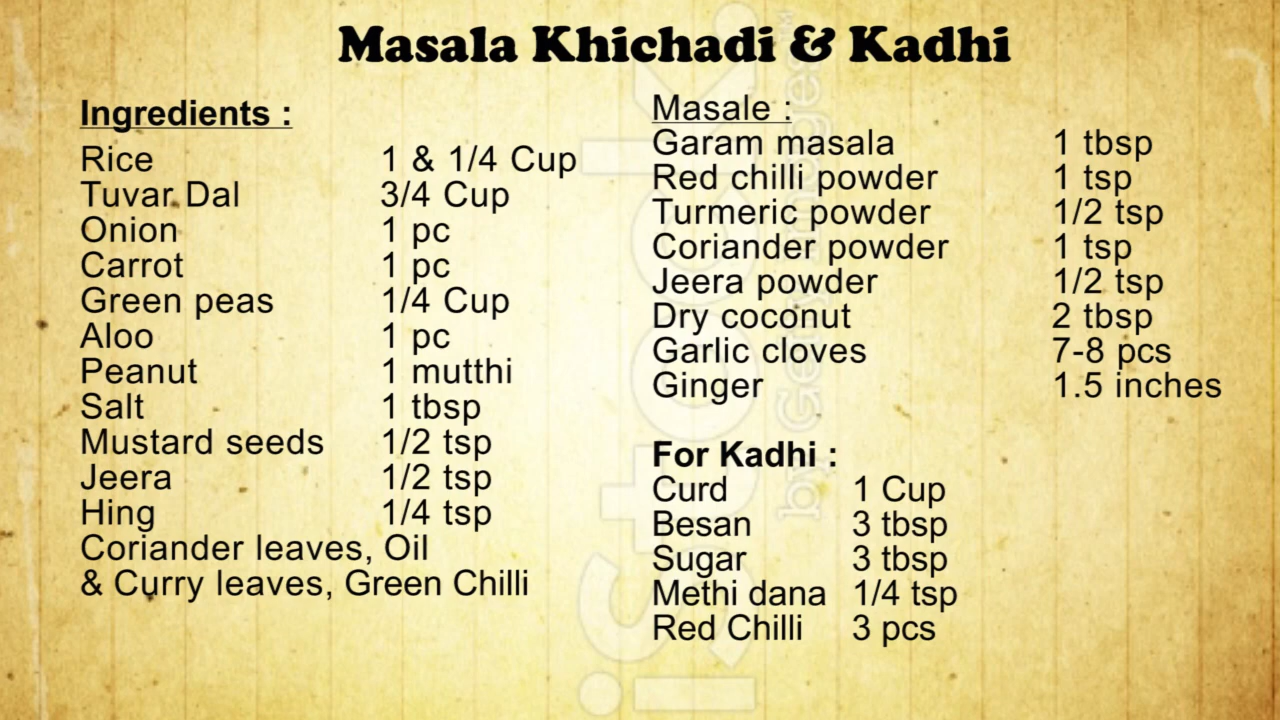 Masala Khichadi & Kadhi
Ingredients :
Rice 1 & 1/4 Cup
Tuvar Dal 3/4 Cup
Onion 1 pc
Carrot 1 pc
Green peas 1/4 Cup
Aloo 1 pc
Peanut 1 mutthi
Salt 1 tbsp
Mustard seeds 1/2 tsp
Jeera 1/2 tsp
Hing 1/4 tsp
Coriander leaves, Oil
& Curry leaves, Green Chilli
Masale :
Garam masala 1 tbsp
Red chilli powder 1 tsp
Turmeric powder 1/2 tsp
Coriander powder 1 tsp
Jeera powder 1/2 tsp
Dry coconut 2 tbsp
Garlic cloves 7-8 pcs
Ginger 1.5 inches
For Kadhi :
Curd 1 Cup
Besan 3 tbsp
Sugar 3 tbsp
Methi dana 1/4 tsp
Red Chilli 3 pcs
iStock
by Getty Images